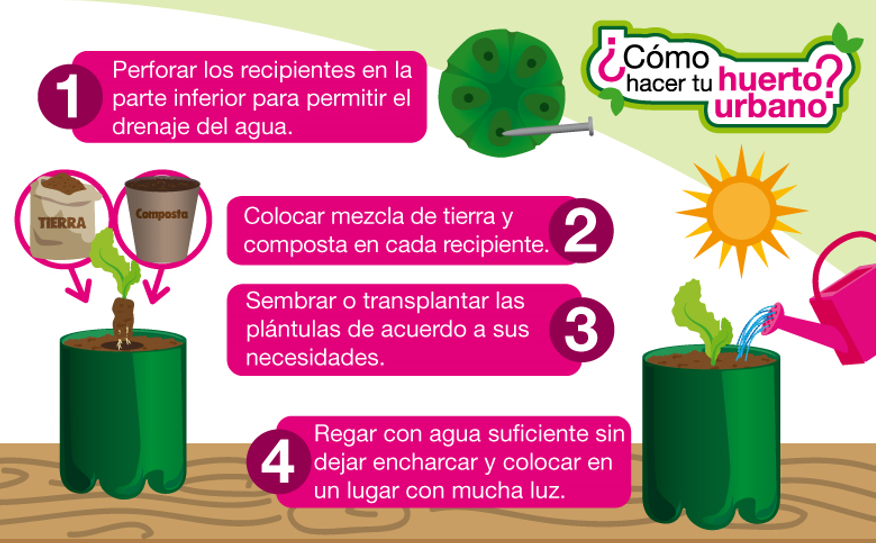 ¿Cómo
hacer tu huerto
urbano?
1
Perforar los recipientes en la
parte inferior para permitir el
drenaje del agua.
TIERRA
Composta
Colocar mezcla de tierra y
composta en cada recipiente.
2
Sembrar o transplantar las
plántulas de acuerdo a sus
necesidades.
3
4
Regar con agua suficiente sin
dejar encharcar y colocar en
un lugar con mucha luz.